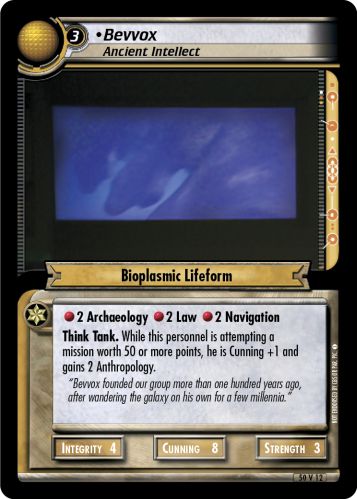 3
•Bevvox
Ancient Intellect
Bioplasmic Lifeform
2 Archaeology 2 Law 2 Navigation
Think Tank. While this personnel is attempting a
mission worth 50 or more points, he is Cunning +1 and
gains 2 Anthropology.
"Bevvox founded our group more than one hundred years ago,
after wandering the galaxy on his own for a few millennia."
INTEGRITY 4 CUNNING 8 STRENGTH 3
50 V 12